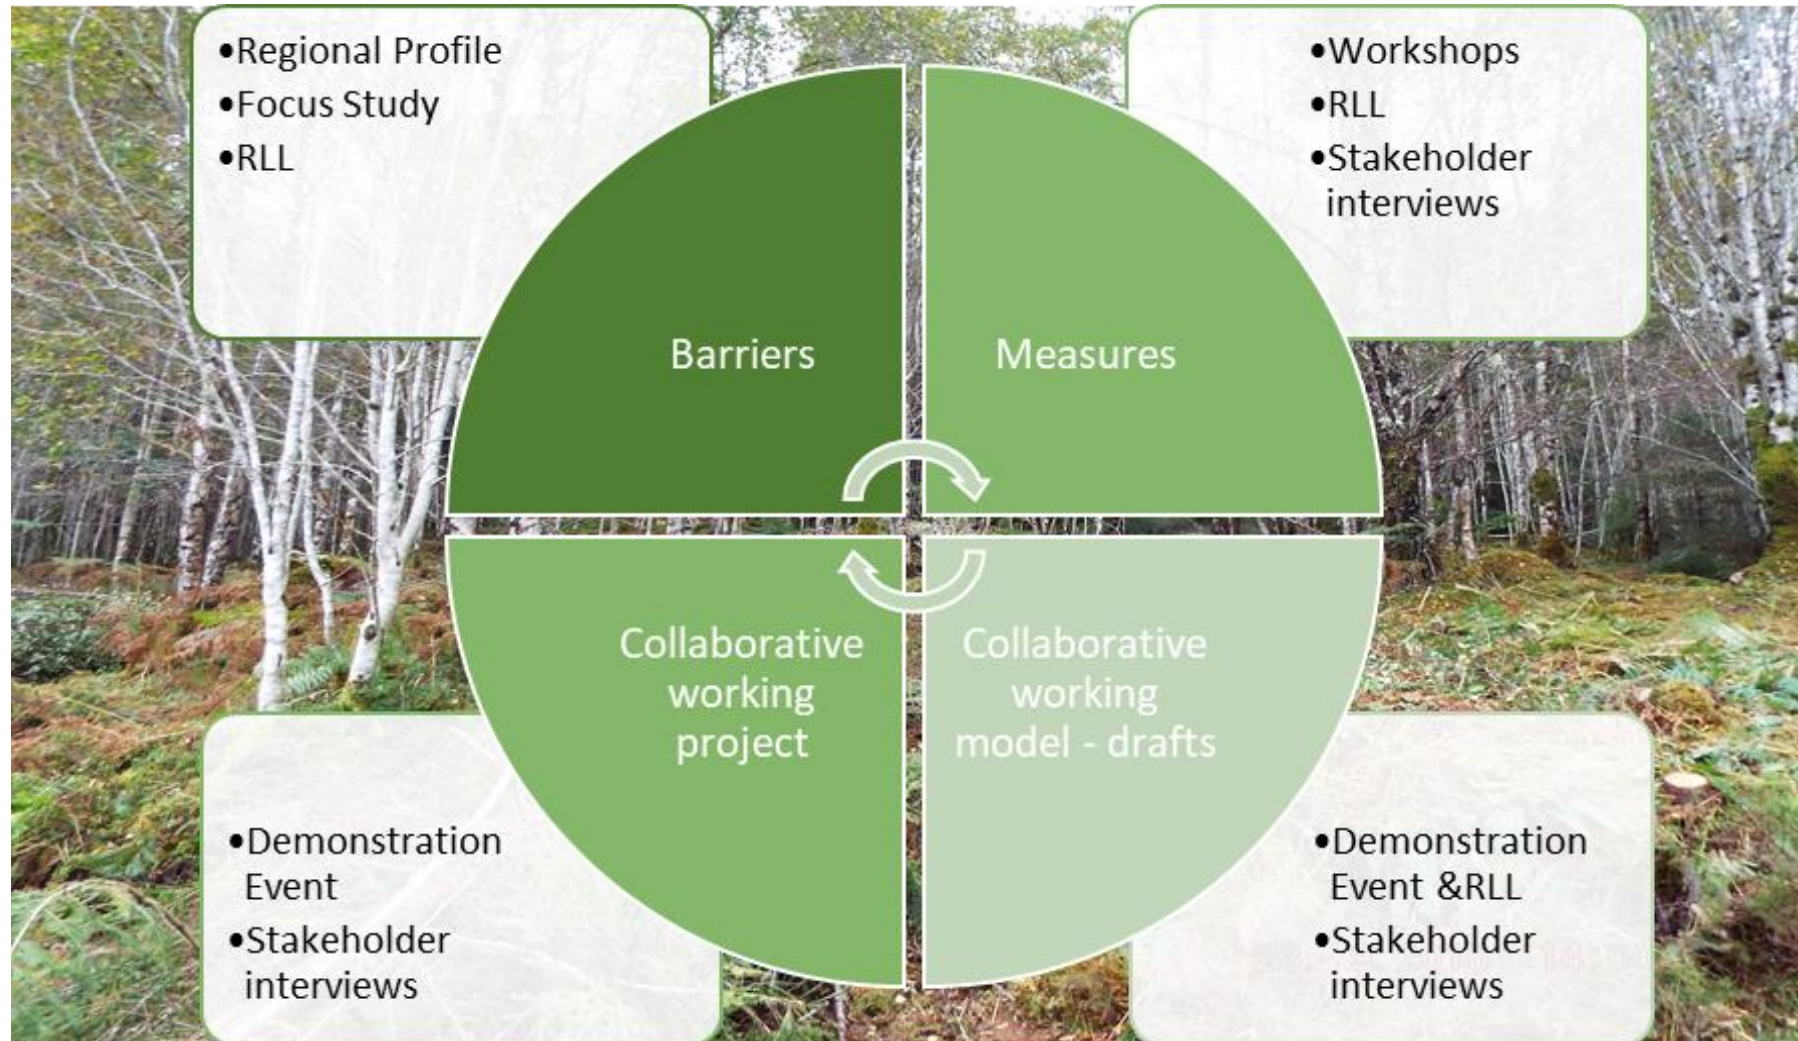 •Regional Profile
•Focus Study
•RLL
•Workshops
•RLL
•Stakeholder
interviews
Barriers
Measures
Collaborative
working
project
Collaborative
working
model - drafts
•Demonstration
Event
•Stakeholder
interviews
•Demonstration
Event &RLL
•Stakeholder
interviews